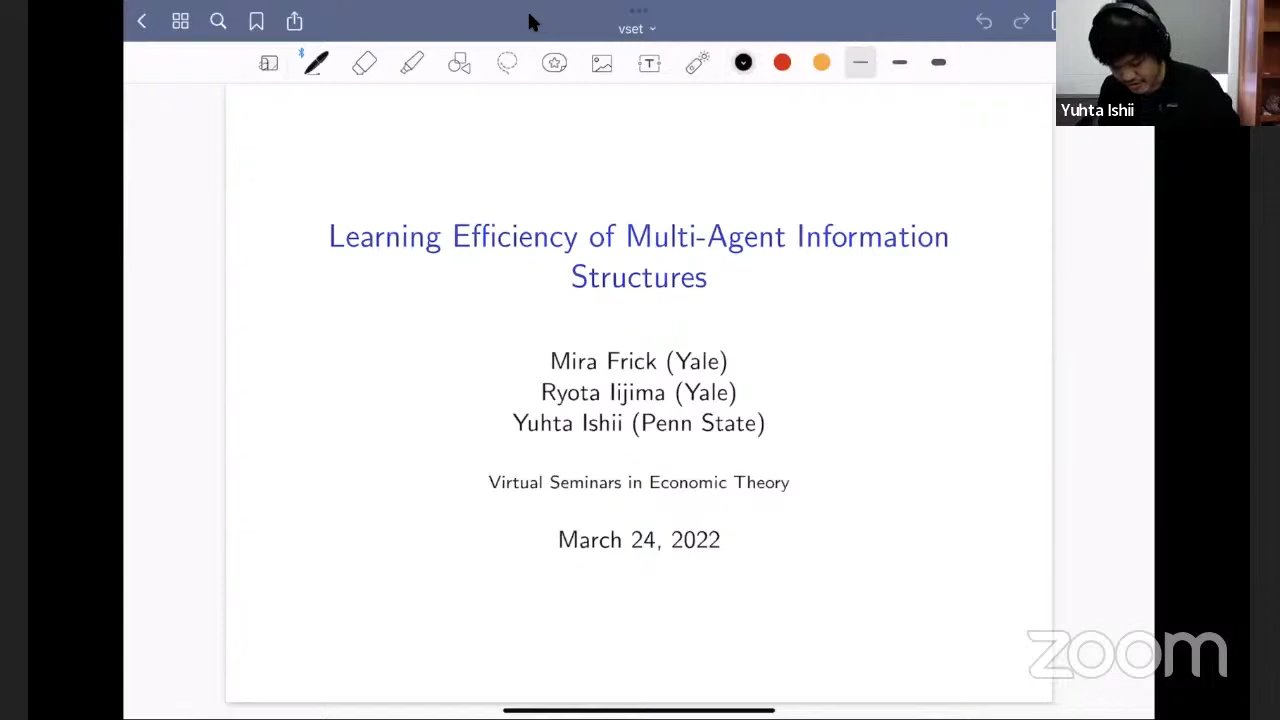 vset
T
Yuhta Ishii
Learning Efficiency of Multi-Agent Information
Structures
Mira Frick (Yale)
Ryota Iijima (Yale)
Yuhta Ishii (Penn State)
Virtual Seminars in Economic Theory
March 24, 2022
zoom